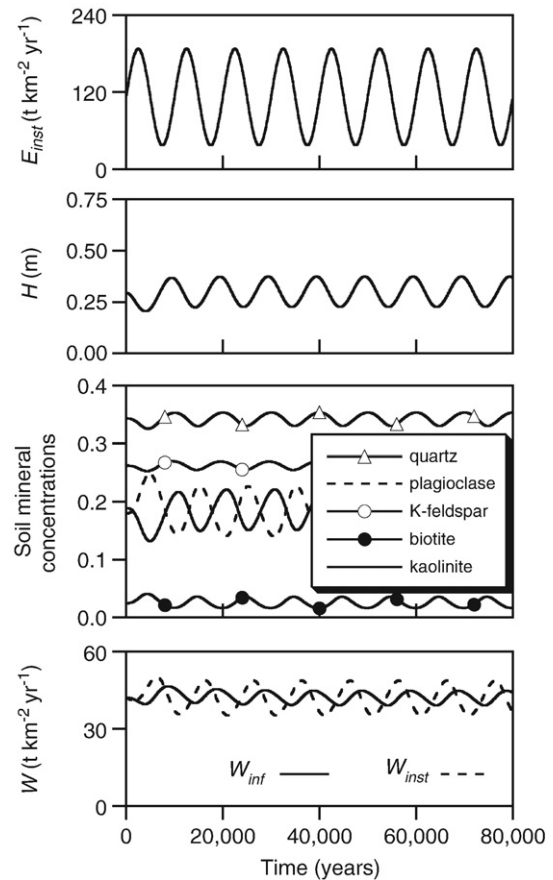 240
120
0
E_inst (t km⁻² yr⁻¹)
0.75
0.50
0.25
0.00
H (m)
0.4
0.3
0.2
0.1
0.0
Soil mineral
concentrations
quartz
plagioclase
K-feldspar
biotite
kaolinite
60
30
0
W (t km⁻² yr⁻¹)
W_inf
W_inst
0 20,000 40,000 60,000 80,000
Time (years)